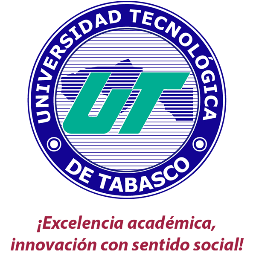 UNIVERSIDAD TECNOLÓGICA
DE TABASCO
UT
¡Excelencia académica,
innovación con sentido social!